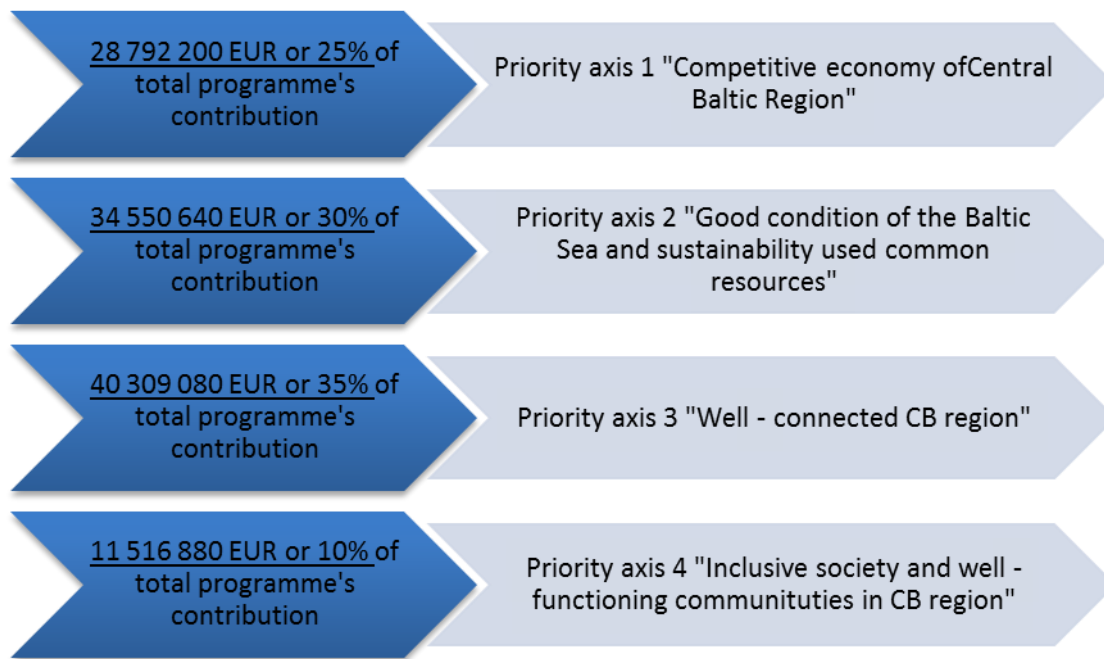 28 792 200 EUR or 25% of
total programme's
contribution
Priority axis 1 "Competitive economy ofCentral
Baltic Region"
34 550 640 EUR or 30% of
total programme's
contribution
Priority axis 2 "Good condition of the Baltic
Sea and sustainability used common
resources"
40 309 080 EUR or 35% of
total programme's
contribution
Priority axis 3 "Well - connected CB region"
11 516 880 EUR or 10% of
total programme's
contribution
Priority axis 4 "Inclusive society and well -
functioning communituties in CB region"